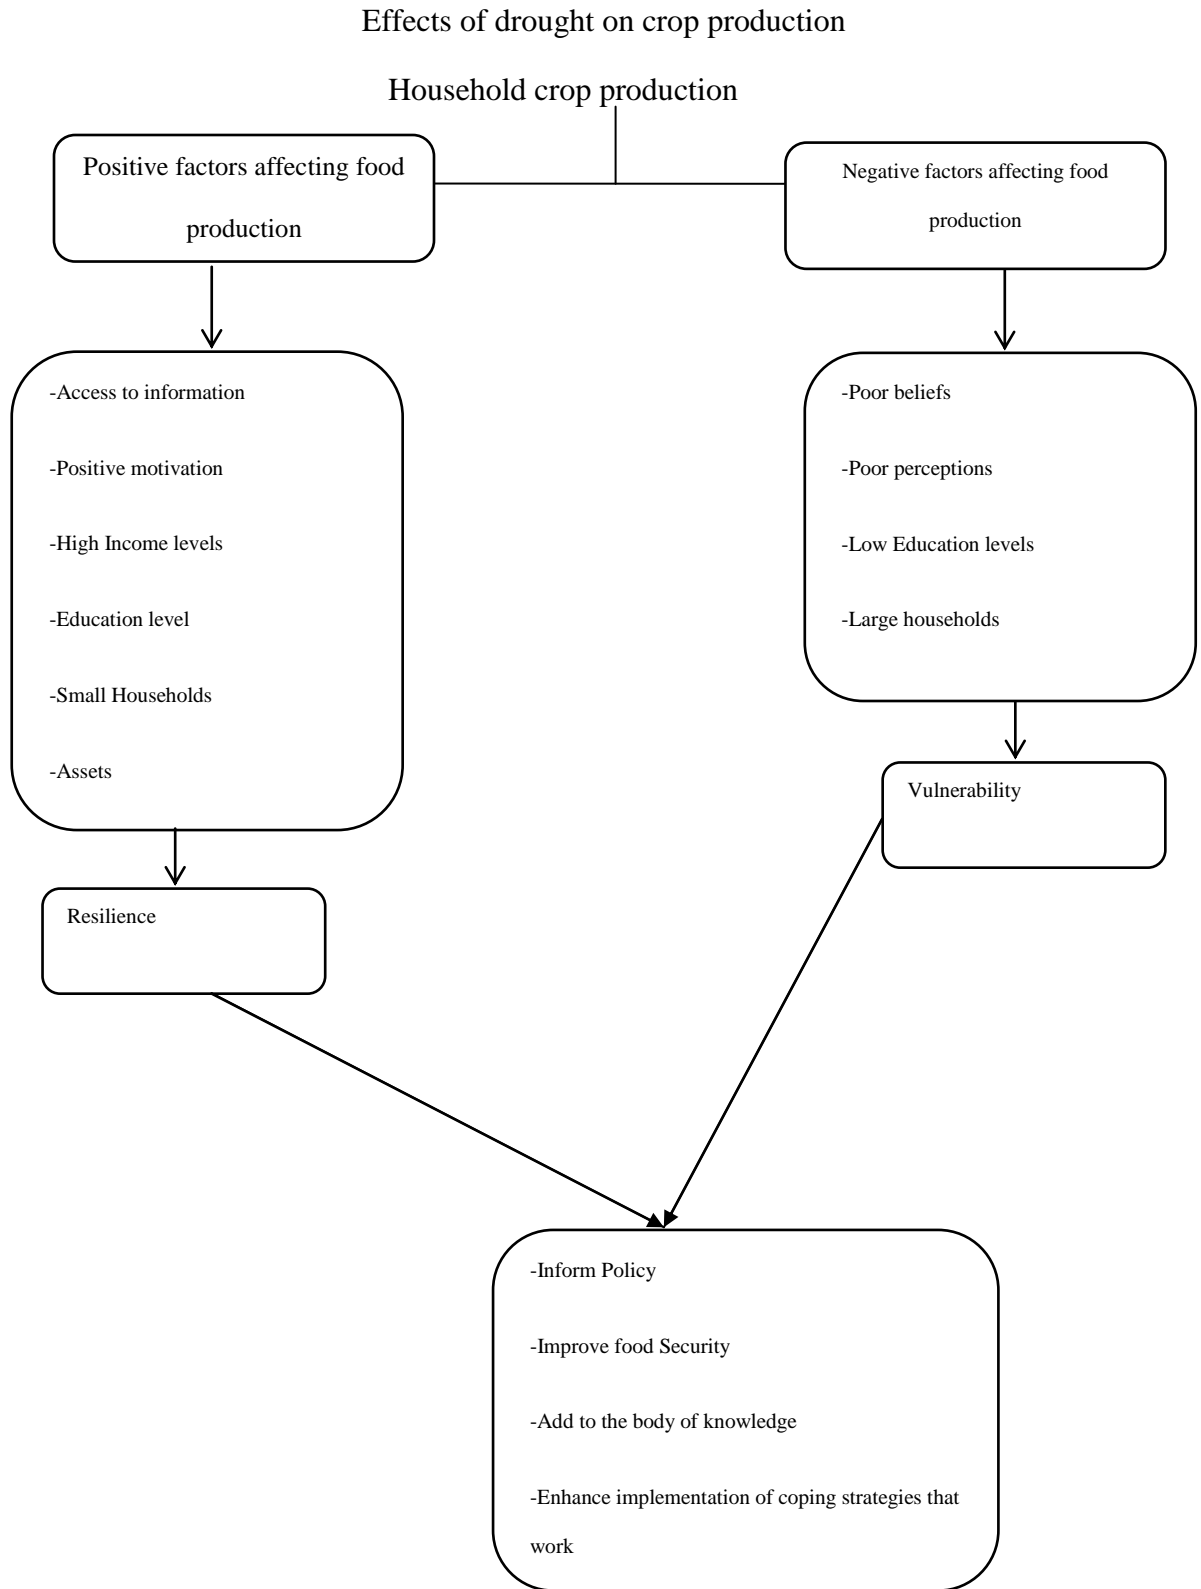 Effects of drought on crop production
Household crop production
Positive factors affecting food
production
Negative factors affecting food
production
-Access to information
-Positive motivation
-High Income levels
-Education level
-Small Households
-Assets
-Poor beliefs
-Poor perceptions
-Low Education levels
-Large households
Vulnerability
Resilience
-Inform Policy
-Improve food Security
-Add to the body of knowledge
-Enhance implementation of coping strategies that
work